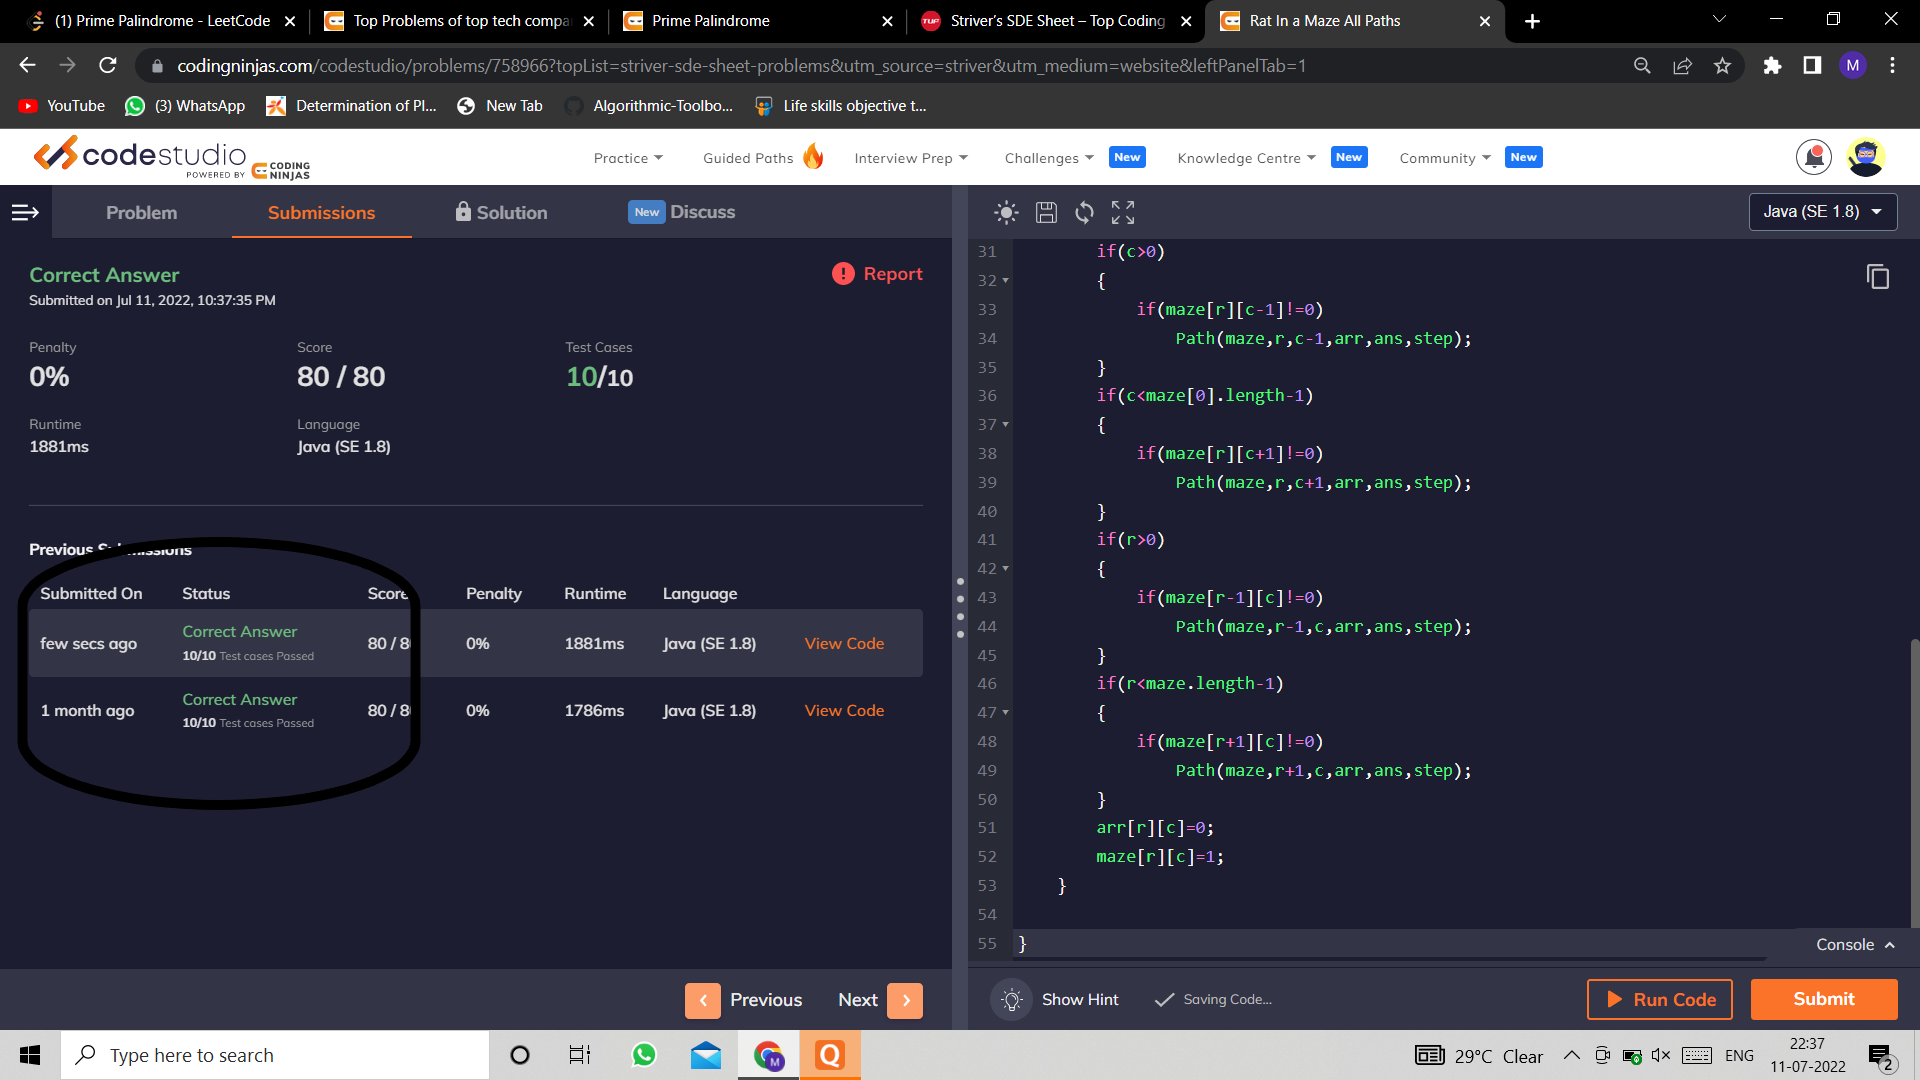 (1) Prime Palindrome - LeetCode
Top Problems of top tech compa
Prime Palindrome
TUF
Striver's SDE Sheet – Top Coding
Rat In a Maze All Paths
codingninjas.com/codestudio/problems/758966?topList=striver-sde-sheet-problems&utm_source=striver&utm_medium=website&leftPanelTab=1
M
YouTube
(3) WhatsApp
Determination of Pl...
New Tab
Algorithmic-Toolbo...
Life skills objective t...
codestudio
POWERED BY CODING NINJAS
Practice
Guided Paths
Interview Prep
Challenges New
Knowledge Centre New
Community New
Problem
Submissions
Solution
New Discuss
Java (SE 1.8)
Correct Answer
Report
Submitted on Jul 11, 2022, 10:37:35 PM
Penalty Score Test Cases
0% 80 / 80 10/10
Runtime Language
1881ms Java (SE 1.8)
Previous Submissions
Submitted On Status Score Penalty Runtime Language
few secs ago Correct Answer 80 / 8 0% 1881ms Java (SE 1.8) View Code
10/10 Test cases Passed
1 month ago Correct Answer 80 / 8 0% 1786ms Java (SE 1.8) View Code
10/10 Test cases Passed
Previous Next
31 if(c>0)
32 {
33 if(maze[r][c-1]!=0)
34 Path(maze,r,c-1,arr,ans,step);
35 }
36 if(c<maze[0].length-1)
37 {
38 if(maze[r][c+1]!=0)
39 Path(maze,r,c+1,arr,ans,step);
40 }
41 if(r>0)
42 {
43 if(maze[r-1][c]!=0)
44 Path(maze,r-1,c,arr,ans,step);
45 }
46 if(r<maze.length-1)
47 {
48 if(maze[r+1][c]!=0)
49 Path(maze,r+1,c,arr,ans,step);
50 }
51 arr[r][c]=0;
52 maze[r][c]=1;
53 }
54
55 }
Console
Show Hint
Saving Code...
Run Code
Submit
Type here to search
M
Q
29°C Clear
ENG
22:37
11-07-2022
2